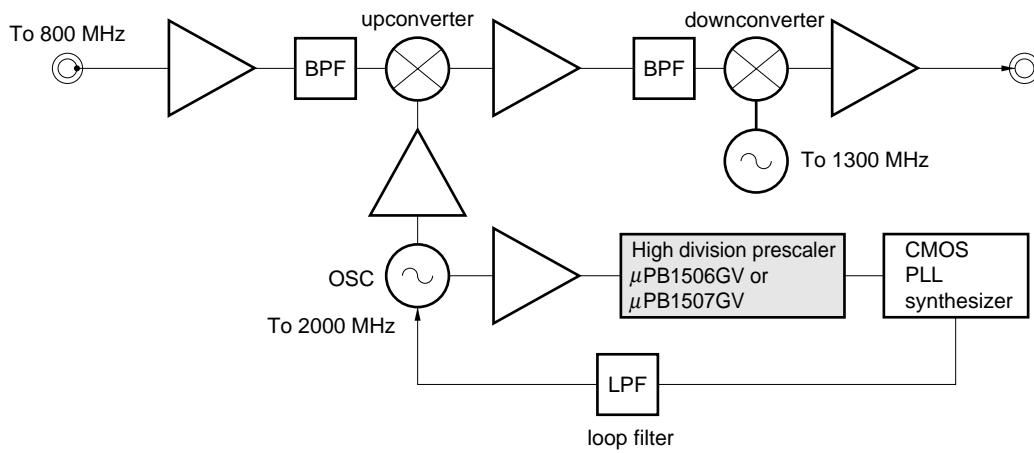 upconverter
downconverter
To 800 MHz
BPF
BPF
To 1300 MHz
OSC
To 2000 MHz
High division prescaler
µPB1506GV or
µPB1507GV
CMOS
PLL
synthesizer
LPF
loop filter